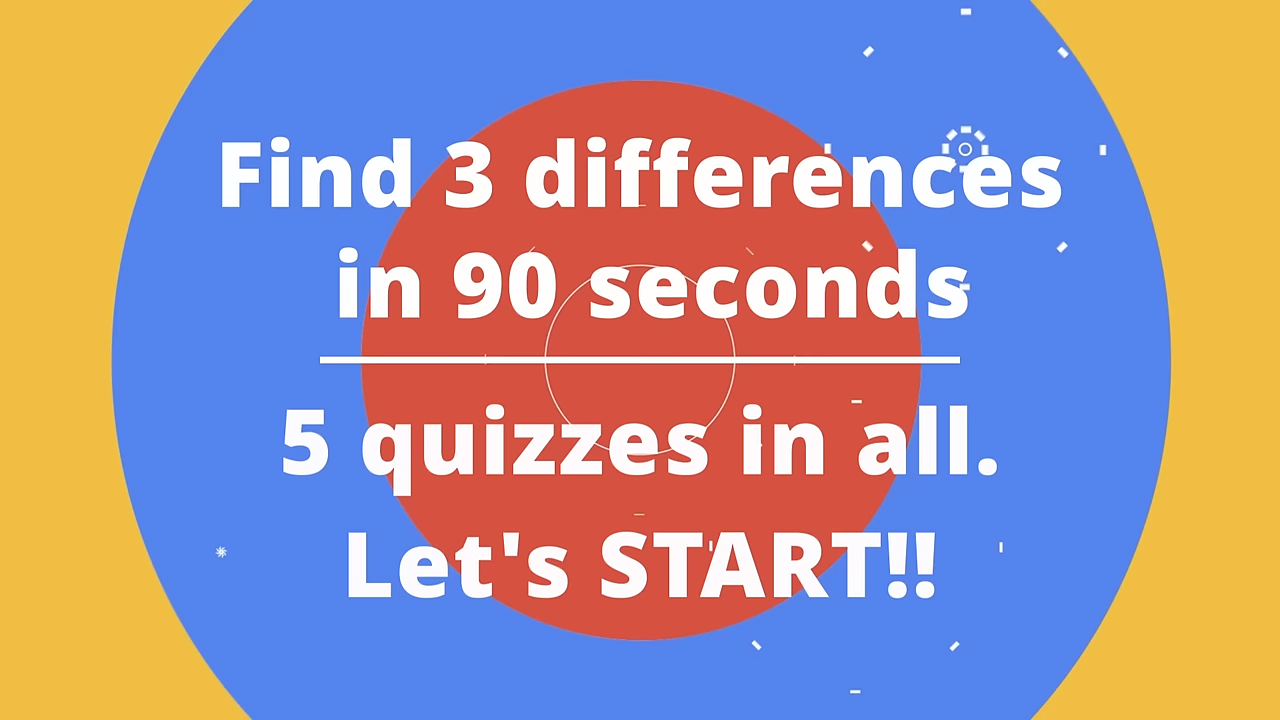 Find 3 differences
in 90 seconds
5 quizzes in all.
Let's START!!